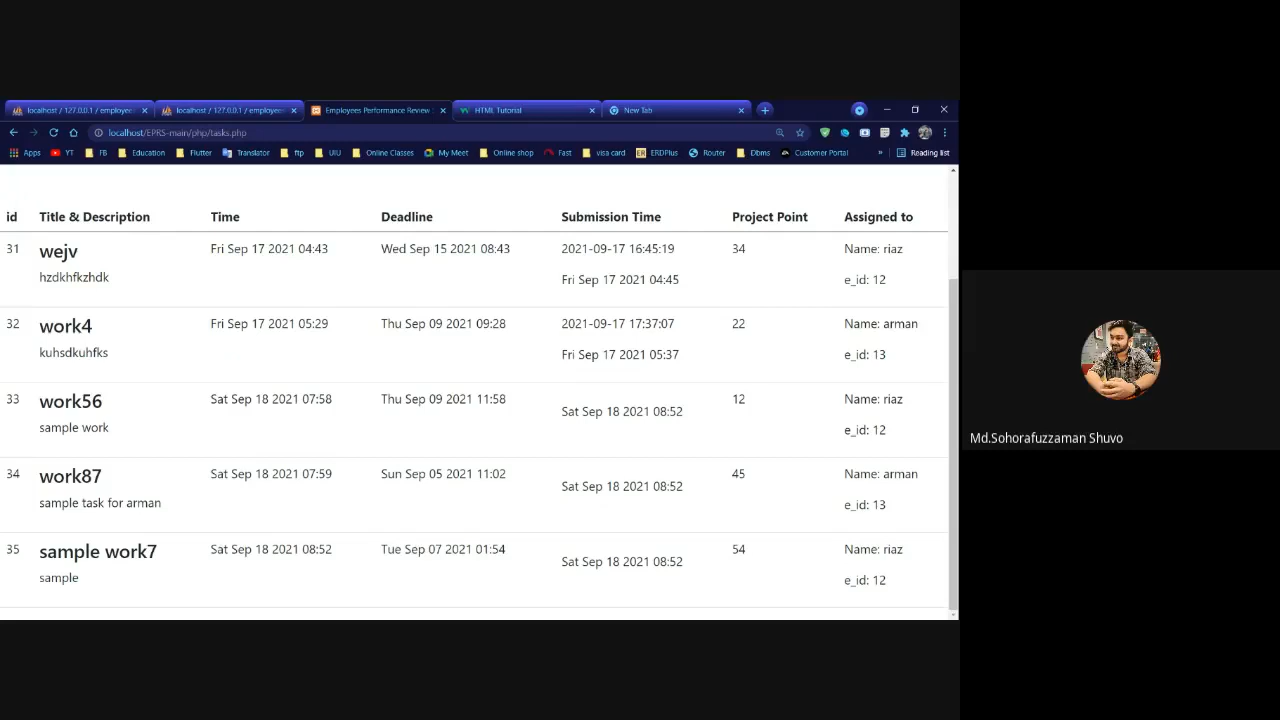 localhost / 127.0.0.1 / employee
localhost / 127.0.0.1 / employee
Employees Performance Review
HTML Tutorial
New Tab
localhost/EPRS-main/php/tasks.php
Apps YT FB Education Flutter Translator ftp UIU Online Classes My Meet Online shop Fast visa card ERDPlus Router Dbms Customer Portal » Reading list
id Title & Description Time Deadline Submission Time Project Point Assigned to
31 wejv Fri Sep 17 2021 04:43 Wed Sep 15 2021 08:43 2021-09-17 16:45:19 34 Name: riaz
hzdkhfkzhdk Fri Sep 17 2021 04:45 e_id: 12
32 work4 Fri Sep 17 2021 05:29 Thu Sep 09 2021 09:28 2021-09-17 17:37:07 22 Name: arman
kuhsdkuhfks Fri Sep 17 2021 05:37 e_id: 13
33 work56 Sat Sep 18 2021 07:58 Thu Sep 09 2021 11:58 Sat Sep 18 2021 08:52 12 Name: riaz
sample work e_id: 12
34 work87 Sat Sep 18 2021 07:59 Sun Sep 05 2021 11:02 Sat Sep 18 2021 08:52 45 Name: arman
sample task for arman e_id: 13
35 sample work7 Sat Sep 18 2021 08:52 Tue Sep 07 2021 01:54 Sat Sep 18 2021 08:52 54 Name: riaz
sample e_id: 12
Md.Sohorafuzzaman Shuvo